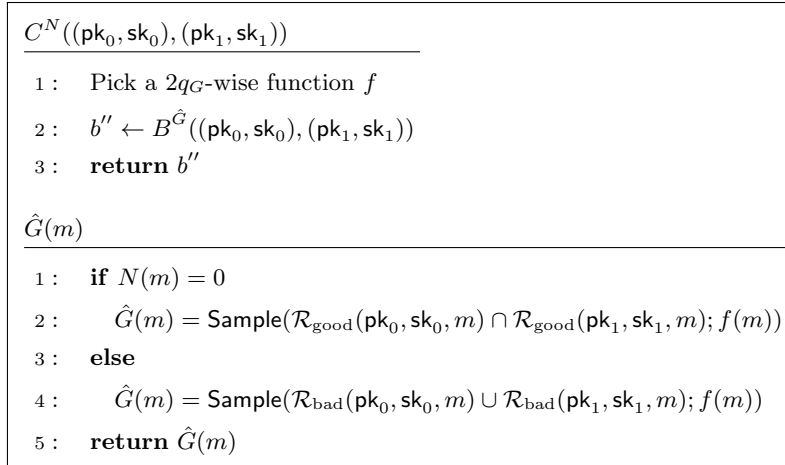 C^N((pk_0, sk_0), (pk_1, sk_1))
1 : Pick a 2q_G-wise function f
2 : b'' ← B^Ĝ((pk_0, sk_0), (pk_1, sk_1))
3 : return b''
Ĝ(m)
1 : if N(m) = 0
2 : Ĝ(m) = Sample(R_good(pk_0, sk_0, m) ∩ R_good(pk_1, sk_1, m); f(m))
3 : else
4 : Ĝ(m) = Sample(R_bad(pk_0, sk_0, m) ∪ R_bad(pk_1, sk_1, m); f(m))
5 : return Ĝ(m)